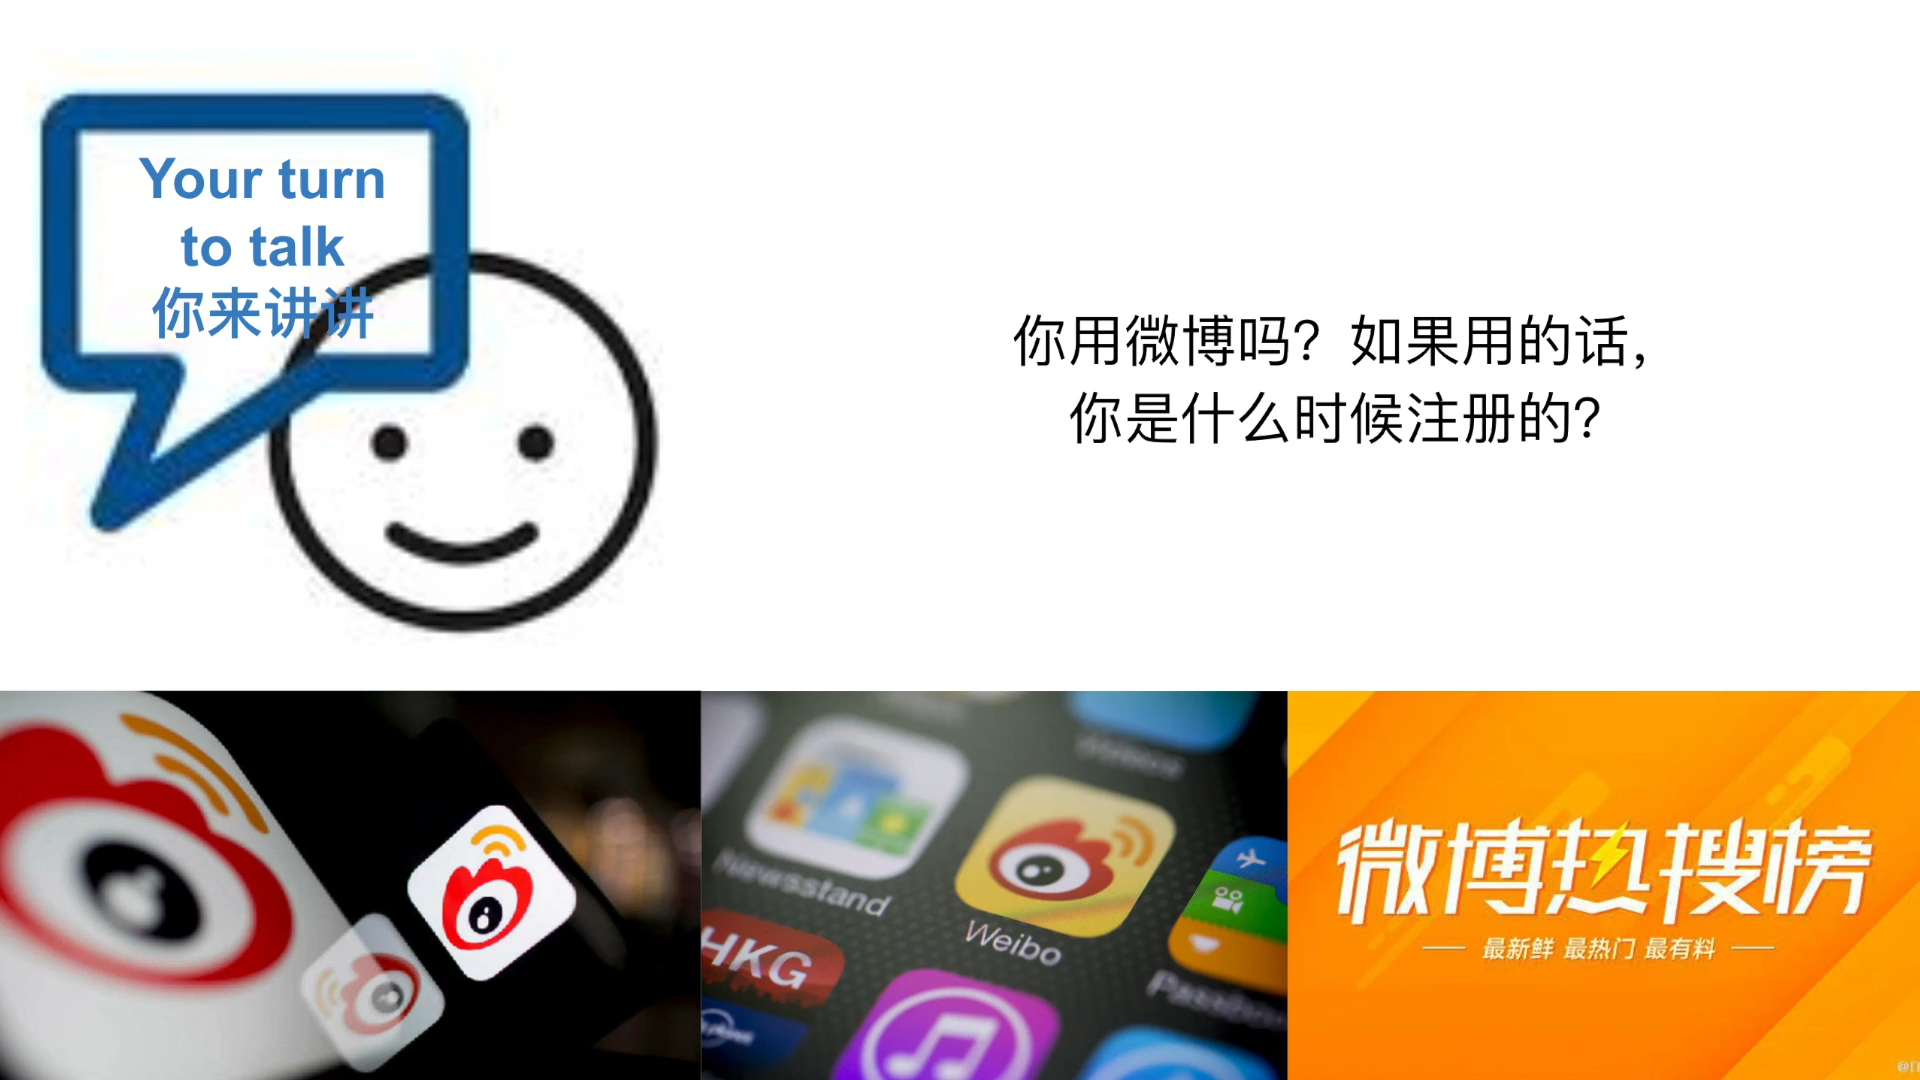 Your turn
to talk
你来讲讲
你用微博吗？如果用的话，
你是什么时候注册的？
Newsstand
Weibo
HKG
微博热搜榜
最新鲜 最热门 最有料